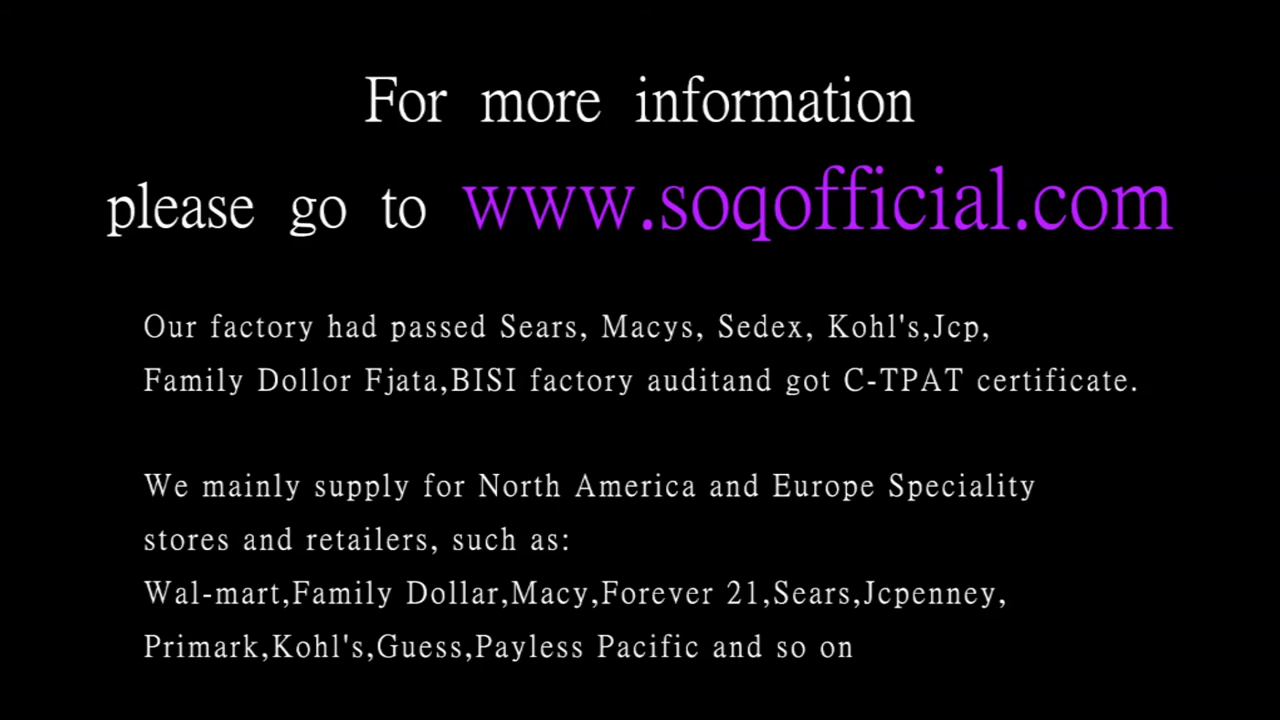 For more information
please go to www.soqofficial.com
Our factory had passed Sears, Macys, Sedex, Kohl's,Jcp,
Family Dollor Fjata,BISI factory auditand got C-TPAT certificate.
We mainly supply for North America and Europe Speciality
stores and retailers, such as:
Wal-mart,Family Dollar,Macy,Forever 21,Sears,Jcpenney,
Primark,Kohl's,Guess,Payless Pacific and so on